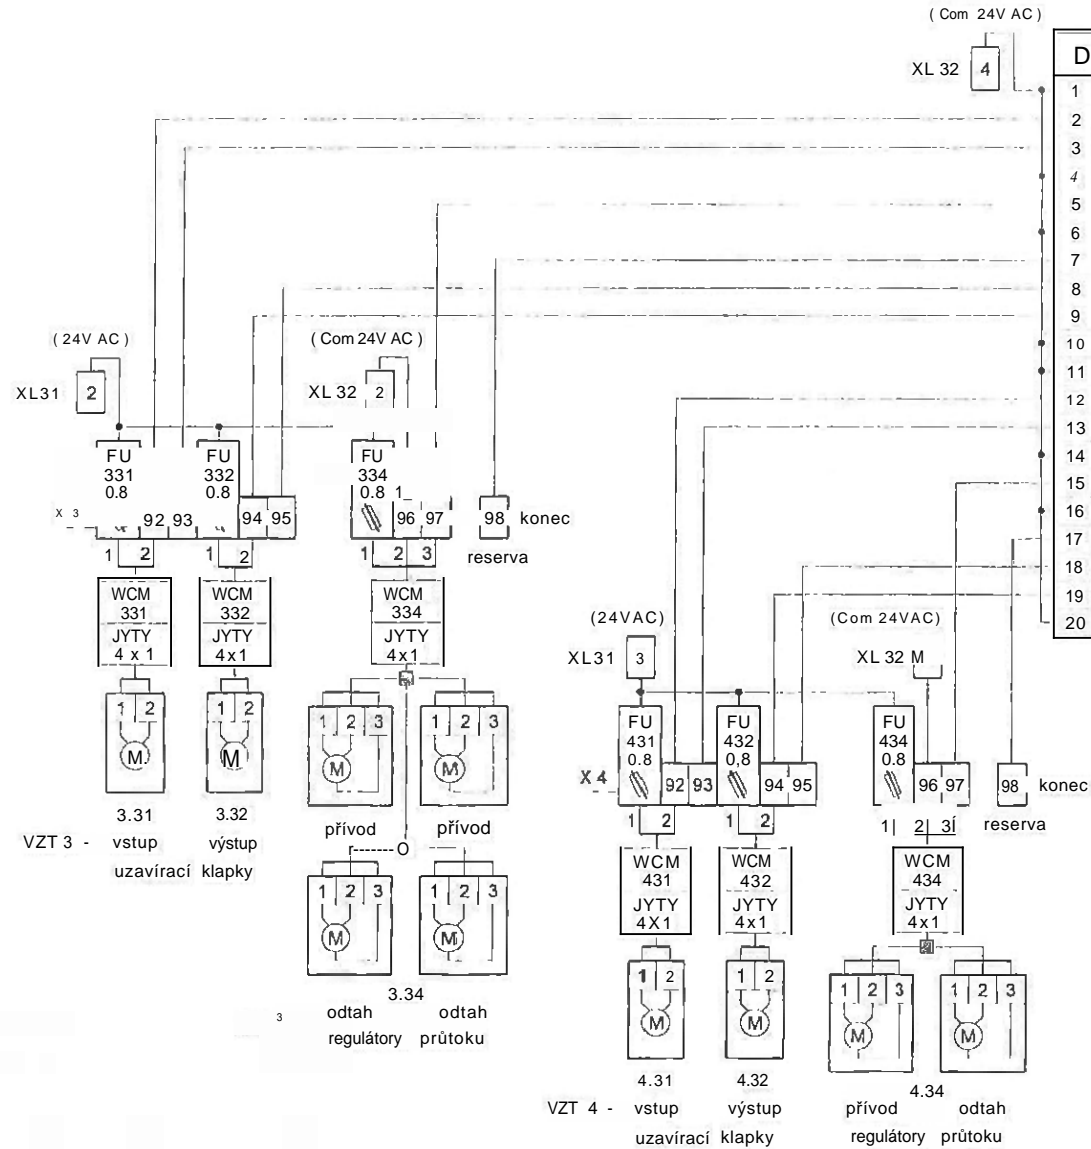 ( Com 24V AC )
XL 32 4
D
1
2
3
4
5
6
7
8
9
10
11
12
13
14
15
16
17
18
19
20
( 24V AC )
XL31 2
( Com 24V AC )
XL 32 2
FU
331
0.8
FU
332
0.8
FU
334
0.8
1
X 3
92 93
94 95
96 97
98 konec
reserva
1 2
1 2
1 2 3
WCM
331
JYTY
4 x 1
WCM
332
JYTY
4x1
WCM
334
JYTY
4x1
1 2
M
1 2
M
1 2 3
M
1 2 3
M
3.31
3.32
VZT 3 - vstup výstup
uzavírací klapky
přívod přívod
O
1 2 3
M
1 2 3
M
3.34
3
odtah odtah
regulátory průtoku
(24VAC)
XL31 3
(Com 24VAC)
XL 32 M
FU
431
0.8
FU
432
0,8
FU
434
0.8
X 4
92 93
94 95
96 97
98 konec
reserva
1 2
1 2
1 2 3
WCM
431
JYTY
4X1
WCM
432
JYTY
4x1
WCM
434
JYTY
4x1
1 2
M
1 2
M
1 2 3
M
1 2 3
M
4.31
4.32
4.34
VZT 4 - vstup výstup
uzavírací klapky
přívod odtah
regulátory průtoku